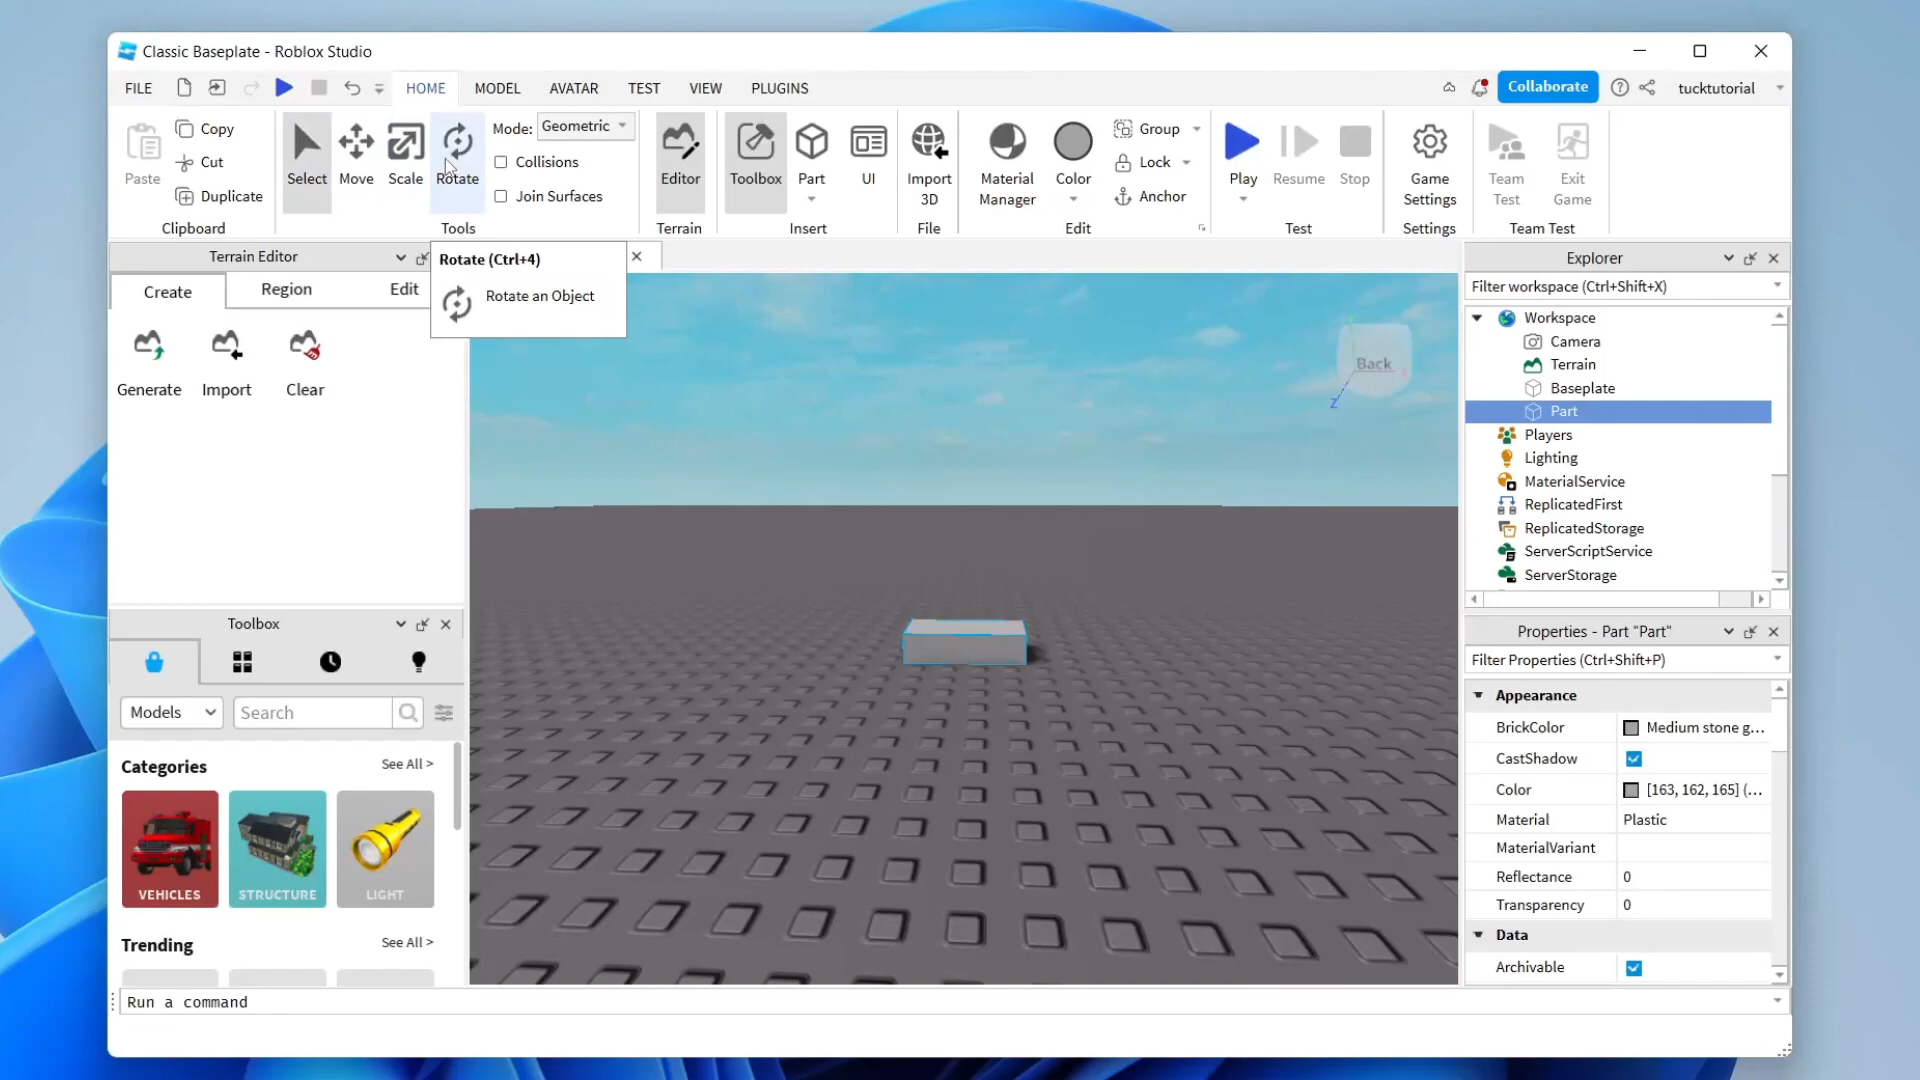 Classic Baseplate - Roblox Studio
FILE HOME MODEL AVATAR TEST VIEW PLUGINS Collaborate tucktutorial
Paste
Copy
Cut
Duplicate
Clipboard
Select Move Scale Rotate
Mode: Geometric
Collisions
Join Surfaces
Tools
Editor
Terrain
Toolbox Part UI
Insert
Import
3D
File
Material
Manager
Color
Group
Lock
Anchor
Edit
Play Resume Stop
Test
Game
Settings
Settings
Team
Test
Exit
Game
Team Test
Terrain Editor
Create Region Edit
Generate Import Clear
Rotate (Ctrl+4)
Rotate an Object
Back
Z
Toolbox
Models Search
Categories See All >
VEHICLES STRUCTURE LIGHT
Trending See All >
Explorer
Filter workspace (Ctrl+Shift+X)
Workspace
Camera
Terrain
Baseplate
Part
Players
Lighting
MaterialService
ReplicatedFirst
ReplicatedStorage
ServerScriptService
ServerStorage
Properties - Part "Part"
Filter Properties (Ctrl+Shift+P)
Appearance
BrickColor Medium stone g...
CastShadow
Color [163, 162, 165] (...
Material Plastic
MaterialVariant
Reflectance 0
Transparency 0
Data
Archivable
Run a command